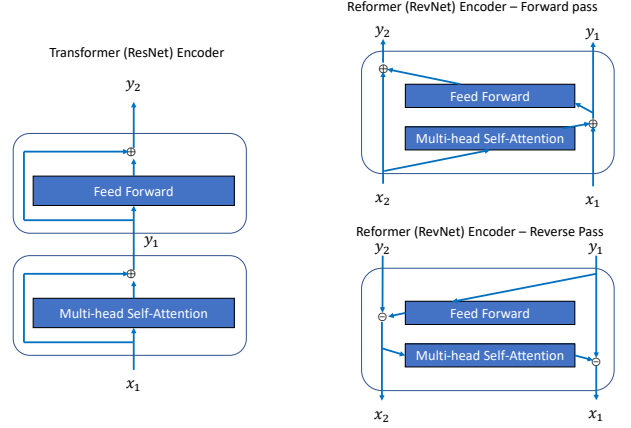 Transformer (ResNet) Encoder
y₂
⊕
Feed Forward
y₁
⊕
Multi-head Self-Attention
x₁
Reformer (RevNet) Encoder – Forward pass
y₂ y₁
⊕
Feed Forward
⊕
Multi-head Self-Attention
x₂ x₁
Reformer (RevNet) Encoder – Reverse Pass
y₂ y₁
Feed Forward
⊖
Multi-head Self-Attention
⊖
x₂ x₁